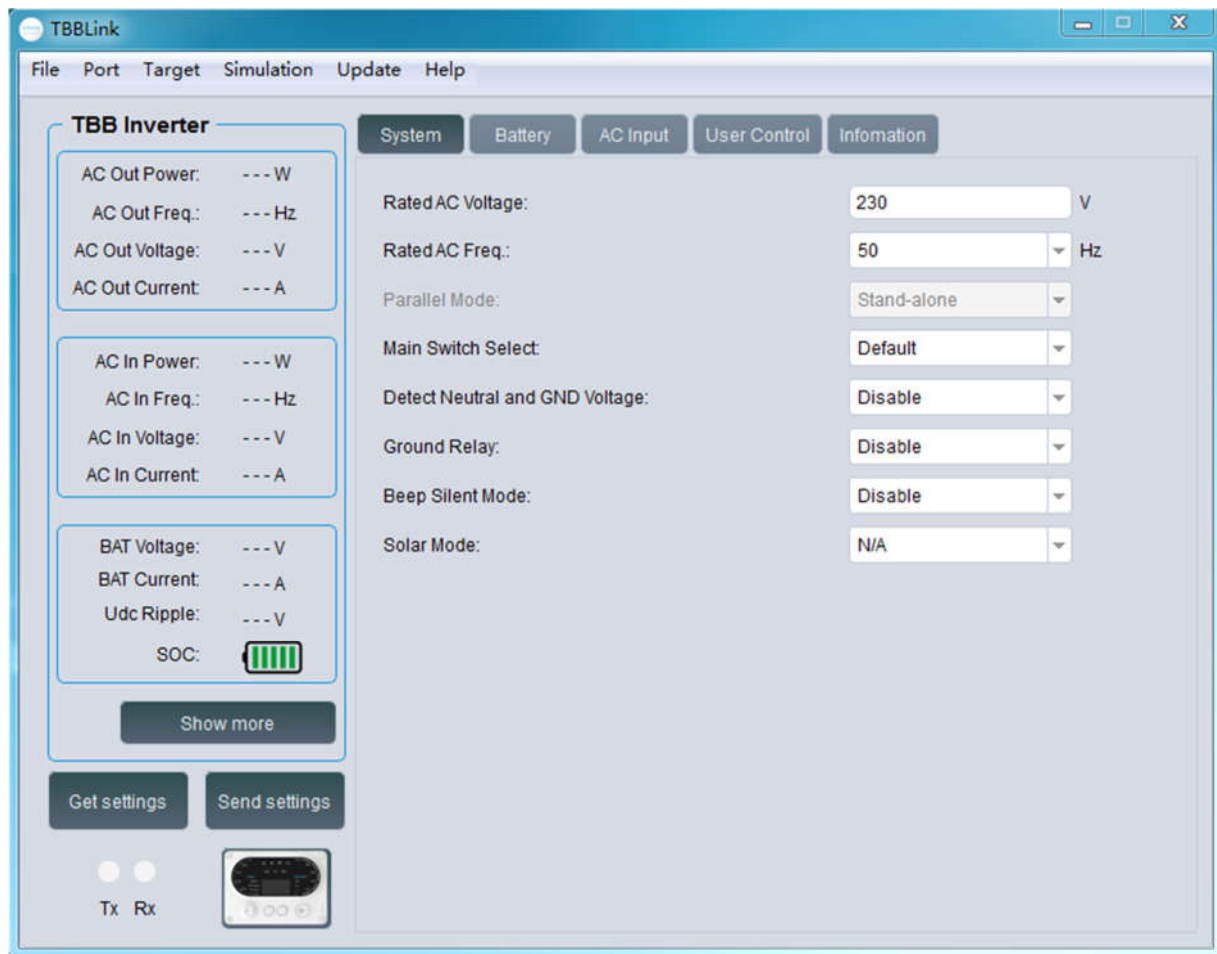 TBBLink
File Port Target Simulation Update Help
TBB Inverter
AC Out Power: ---W
AC Out Freq.: ---Hz
AC Out Voltage: ---V
AC Out Current: ---A
AC In Power: ---W
AC In Freq.: ---Hz
AC In Voltage: ---V
AC In Current: ---A
BAT Voltage: ---V
BAT Current: ---A
Udc Ripple: ---V
SOC:
Show more
Get settings Send settings
Tx Rx
System Battery AC Input User Control Infomation
Rated AC Voltage: 230 V
Rated AC Freq.: 50 Hz
Parallel Mode: Stand-alone
Main Switch Select: Default
Detect Neutral and GND Voltage: Disable
Ground Relay: Disable
Beep Silent Mode: Disable
Solar Mode: N/A